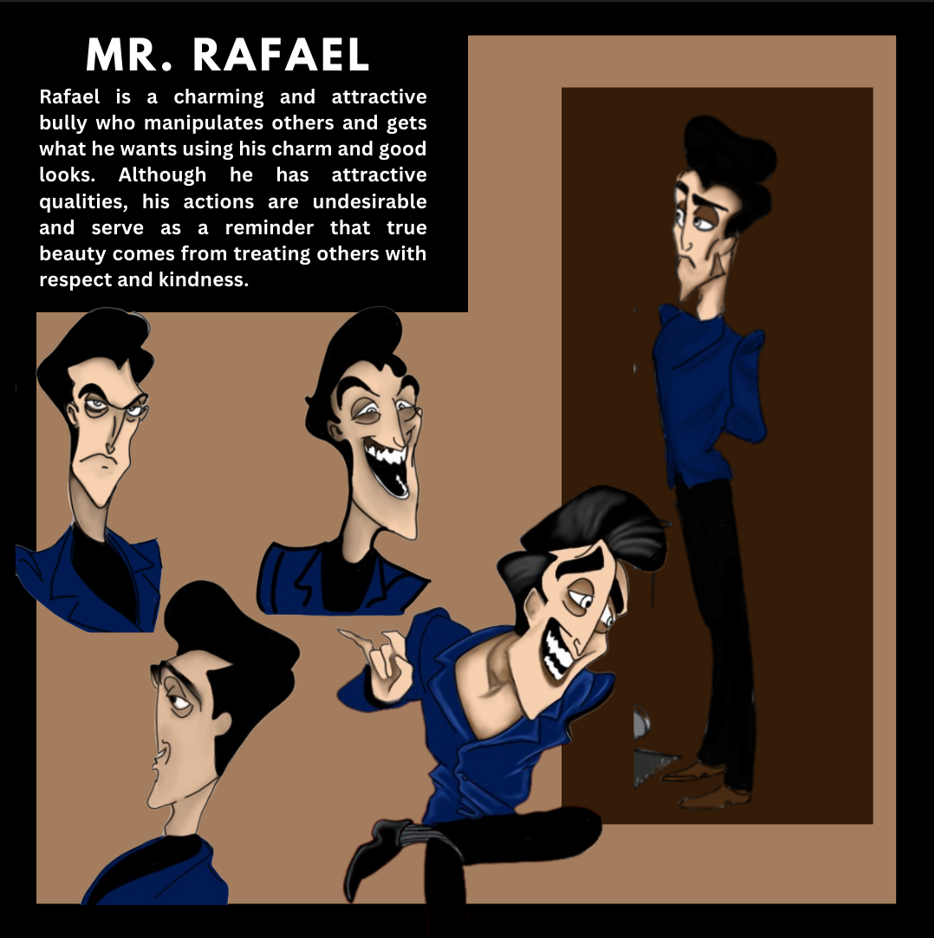 MR. RAFAEL
Rafael is a charming and attractive
bully who manipulates others and gets
what he wants using his charm and good
looks. Although he has attractive
qualities, his actions are undesirable
and serve as a reminder that true
beauty comes from treating others with
respect and kindness.